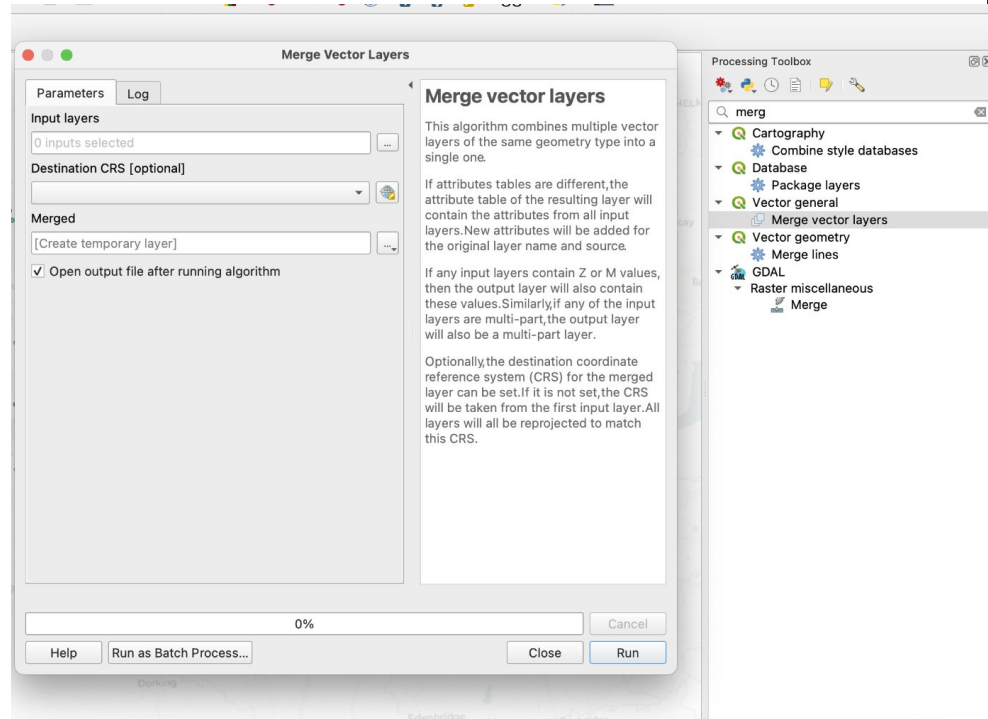 Merge Vector Layers
Parameters
Log
Input layers
0 inputs selected
...
Destination CRS [optional]
Merged
[Create temporary layer]
...
Open output file after running algorithm
Merge vector layers
This algorithm combines multiple vector
layers of the same geometry type into a
single one.
If attributes tables are different,the
attribute table of the resulting layer will
contain the attributes from all input
layers.New attributes will be added for
the original layer name and source.
If any input layers contain Z or M values,
then the output layer will also contain
these values.Similarly,if any of the input
layers are multi-part,the output layer
will also be a multi-part layer.
Optionally,the destination coordinate
reference system (CRS) for the merged
layer can be set.If it is not set,the CRS
will be taken from the first input layer.All
layers will all be reprojected to match
this CRS.
0%
Cancel
Help
Run as Batch Process...
Close
Run
Dorking
Edenbridge
Processing Toolbox
merg
Cartography
Combine style databases
Database
Package layers
Vector general
Merge vector layers
Vector geometry
Merge lines
GDAL
GDAL
Raster miscellaneous
Merge